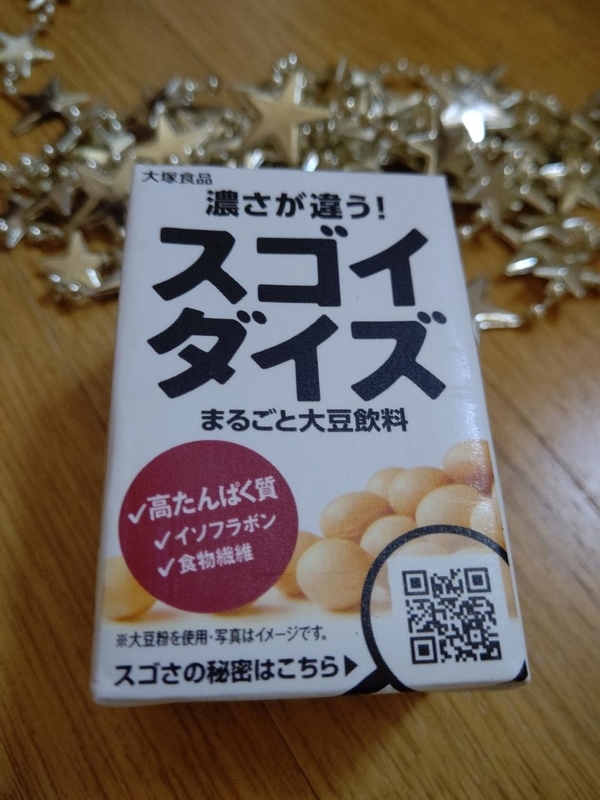 大塚食品
濃さが違う!
スゴイ
ダイズ
まるごと大豆飲料
✓高たんぱく質
✓イソフラボン
✓食物繊維
※大豆粉を使用・写真はイメージです。
スゴさの秘密はこちら▶